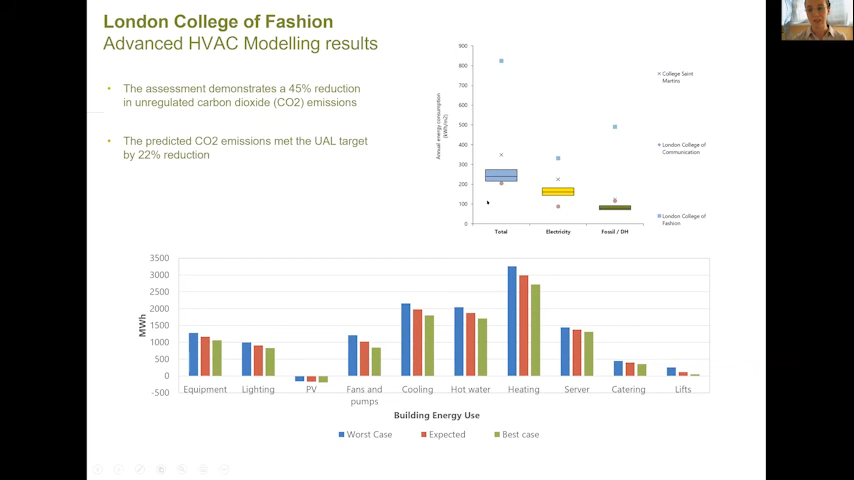 London College of Fashion
Advanced HVAC Modelling results
• The assessment demonstrates a 45% reduction
in unregulated carbon dioxide (CO2) emissions
• The predicted CO2 emissions met the UAL target
by 22% reduction
Annual energy consumption
(kWh/m2)
900
800
700
600
500
400
300
200
100
0
Total
Electricity
Fossil / DH
College Saint
Martins
London College of
Communication
London College of
Fashion
MWh
3500
3000
2500
2000
1500
1000
500
0
-500
Equipment
Lighting
PV
Fans and
pumps
Cooling
Hot water
Heating
Server
Catering
Lifts
Building Energy Use
Worst Case
Expected
Best case